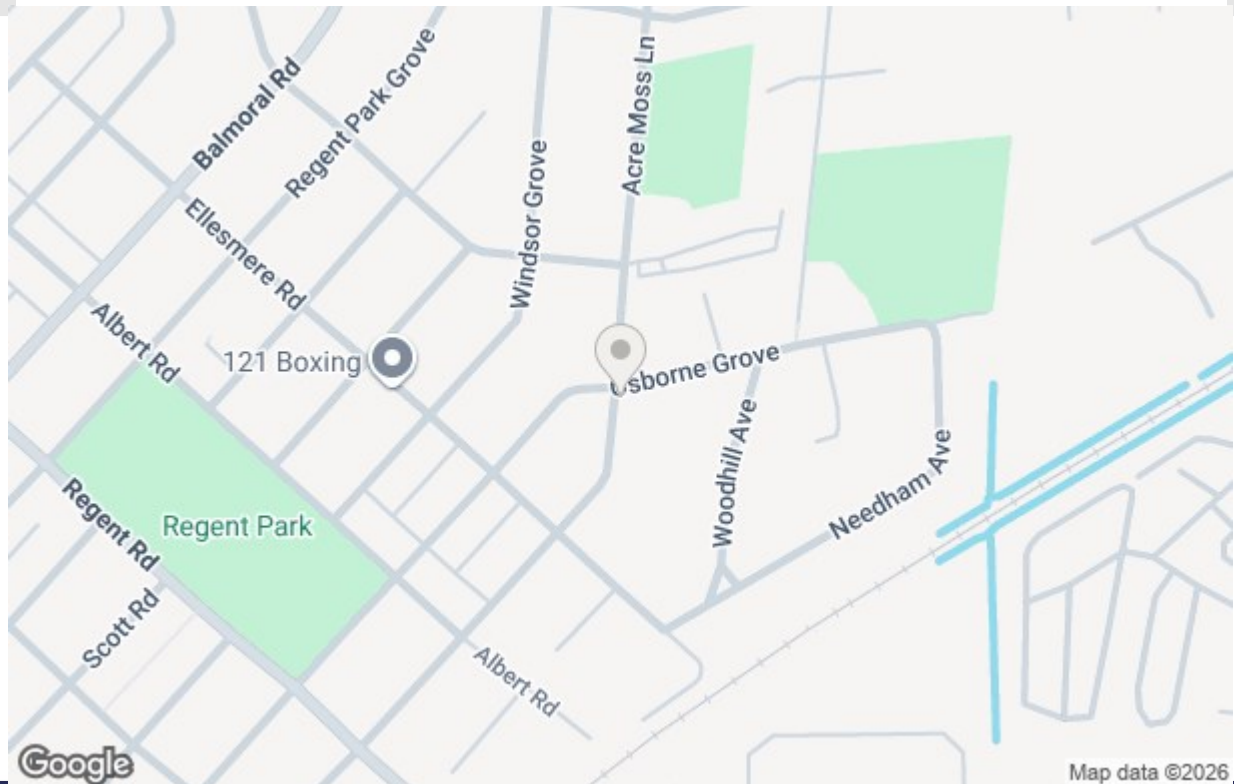 Balmoral Rd
Regent Park Grove
Acre Moss Ln
Windsor Grove
Ellesmere Rd
Albert Rd
121 Boxing
Osborne Grove
Woodhill Ave
Needham Ave
Regent Rd
Regent Park
Scott Rd
Albert Rd
Google
Map data ©2026